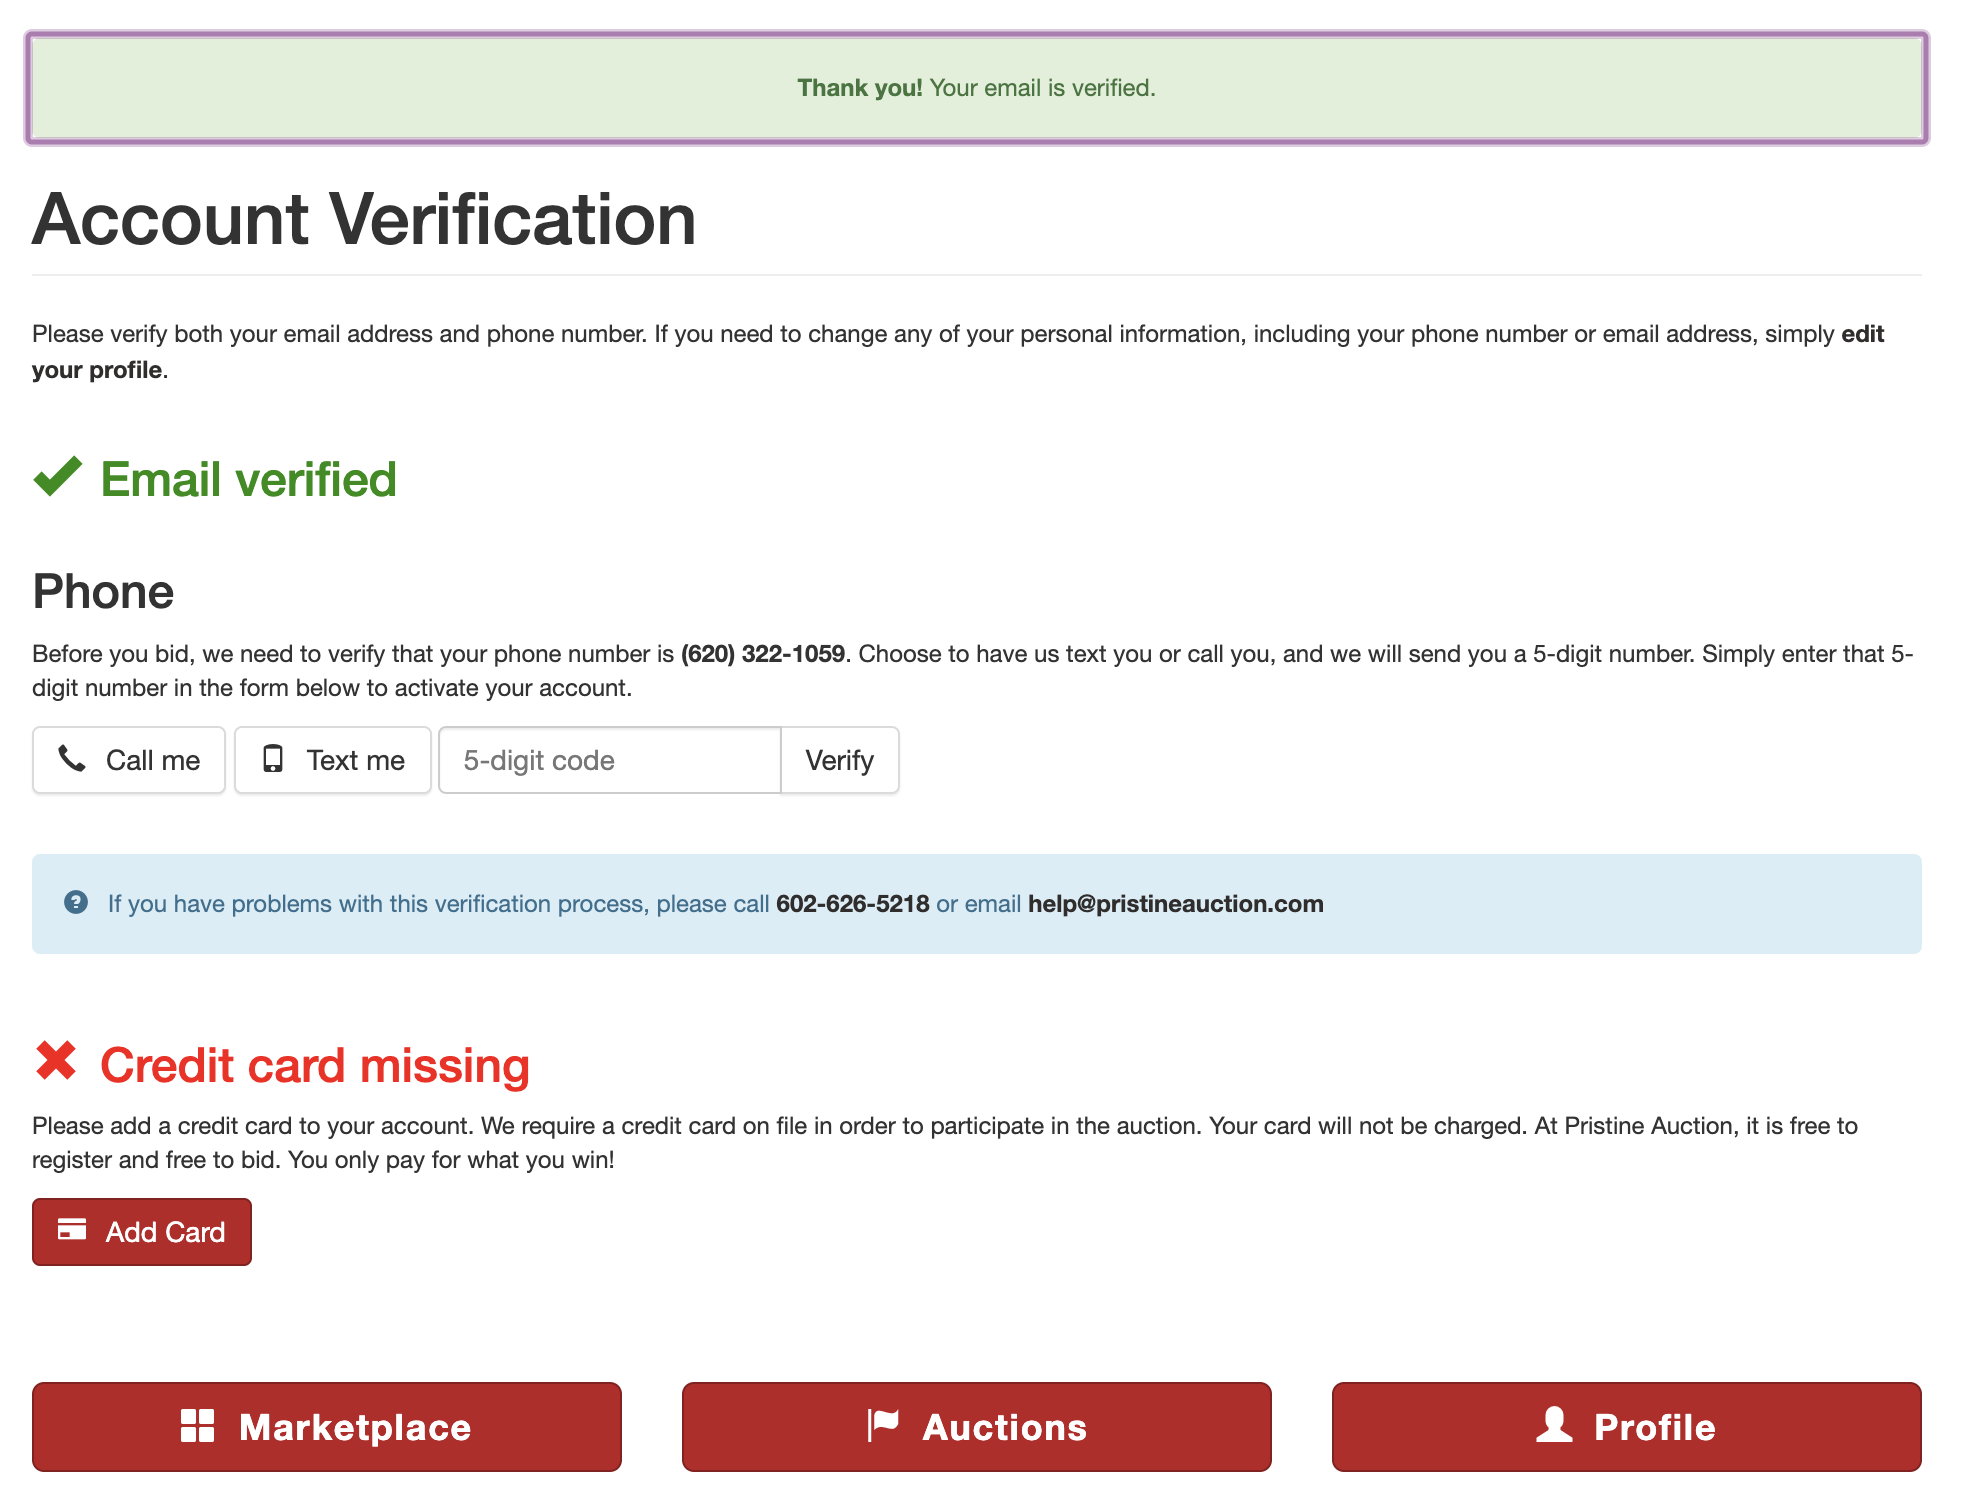 Thank you! Your email is verified.
Account Verification
Please verify both your email address and phone number. If you need to change any of your personal information, including your phone number or email address, simply edit
your profile.
Email verified
Phone
Before you bid, we need to verify that your phone number is (620) 322-1059. Choose to have us text you or call you, and we will send you a 5-digit number. Simply enter that 5-
digit number in the form below to activate your account.
Call me Text me 5-digit code Verify
If you have problems with this verification process, please call 602-626-5218 or email help@pristineauction.com
Credit card missing
Please add a credit card to your account. We require a credit card on file in order to participate in the auction. Your card will not be charged. At Pristine Auction, it is free to
register and free to bid. You only pay for what you win!
Add Card
Marketplace Auctions Profile